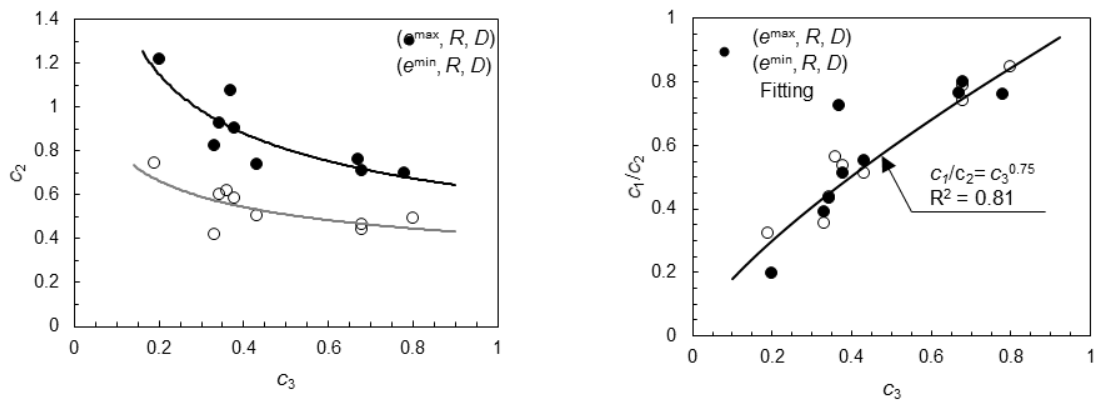 1.4
1.2
1
0.8
0.6
0.4
0.2
0
c2
(emax, R, D)
(emin, R, D)
0 0.2 0.4 0.6 0.8 1
c3
1
0.8
0.6
0.4
0.2
0
c1/c2
(emax, R, D)
(emin, R, D)
Fitting
c1/c2= c3^0.75
R2 = 0.81
0 0.2 0.4 0.6 0.8 1
c3